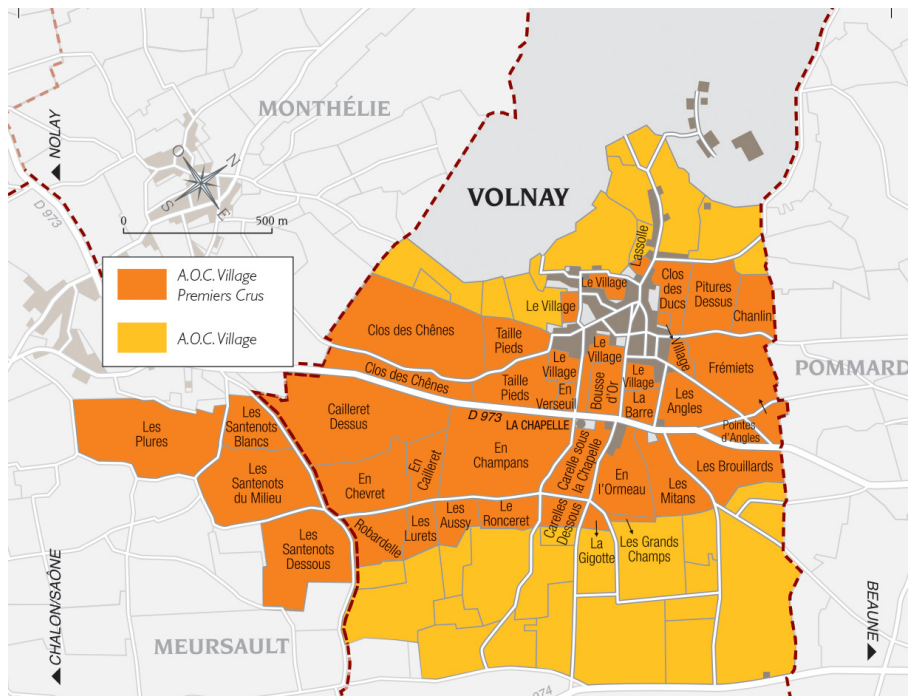 MONTHÉLIE
NOLAY
D 973
O
N
S
E
0
500 m
VOLNAY
A.O.C. Village
Premiers Crus
A.O.C. Village
Lassolle
Le Village
Le Village
Clos
des
Ducs
Pitures
Dessus
Chanlin
Village
Clos des Chênes
Taille
Pieds
Le
Village
Le
Village
Frémiets
POMMARD
Clos des Chênes
Taille
Pieds
En
Verseuil
Bousse
d'Or
Le
Village
La
Barre
Les
Angles
Pointes
d'Angles
D 973
LA CHAPELLE
Cailleret
Dessus
Les
Plures
Les
Santenots
Blancs
Les
Santenots
du Milieu
En
Chevret
En
Cailleret
En
Champans
Carelle sous
la Chapelle
En
l'Ormeau
Les
Mitans
Les Brouillards
Robardelle
Les
Lurets
Les
Aussy
Le
Ronceret
Carelles
Dessous
La
Gigotte
Les Grands
Champs
Les
Santenots
Dessous
CHALON/SAÔNE
MEURSAULT
BEAUNE
974